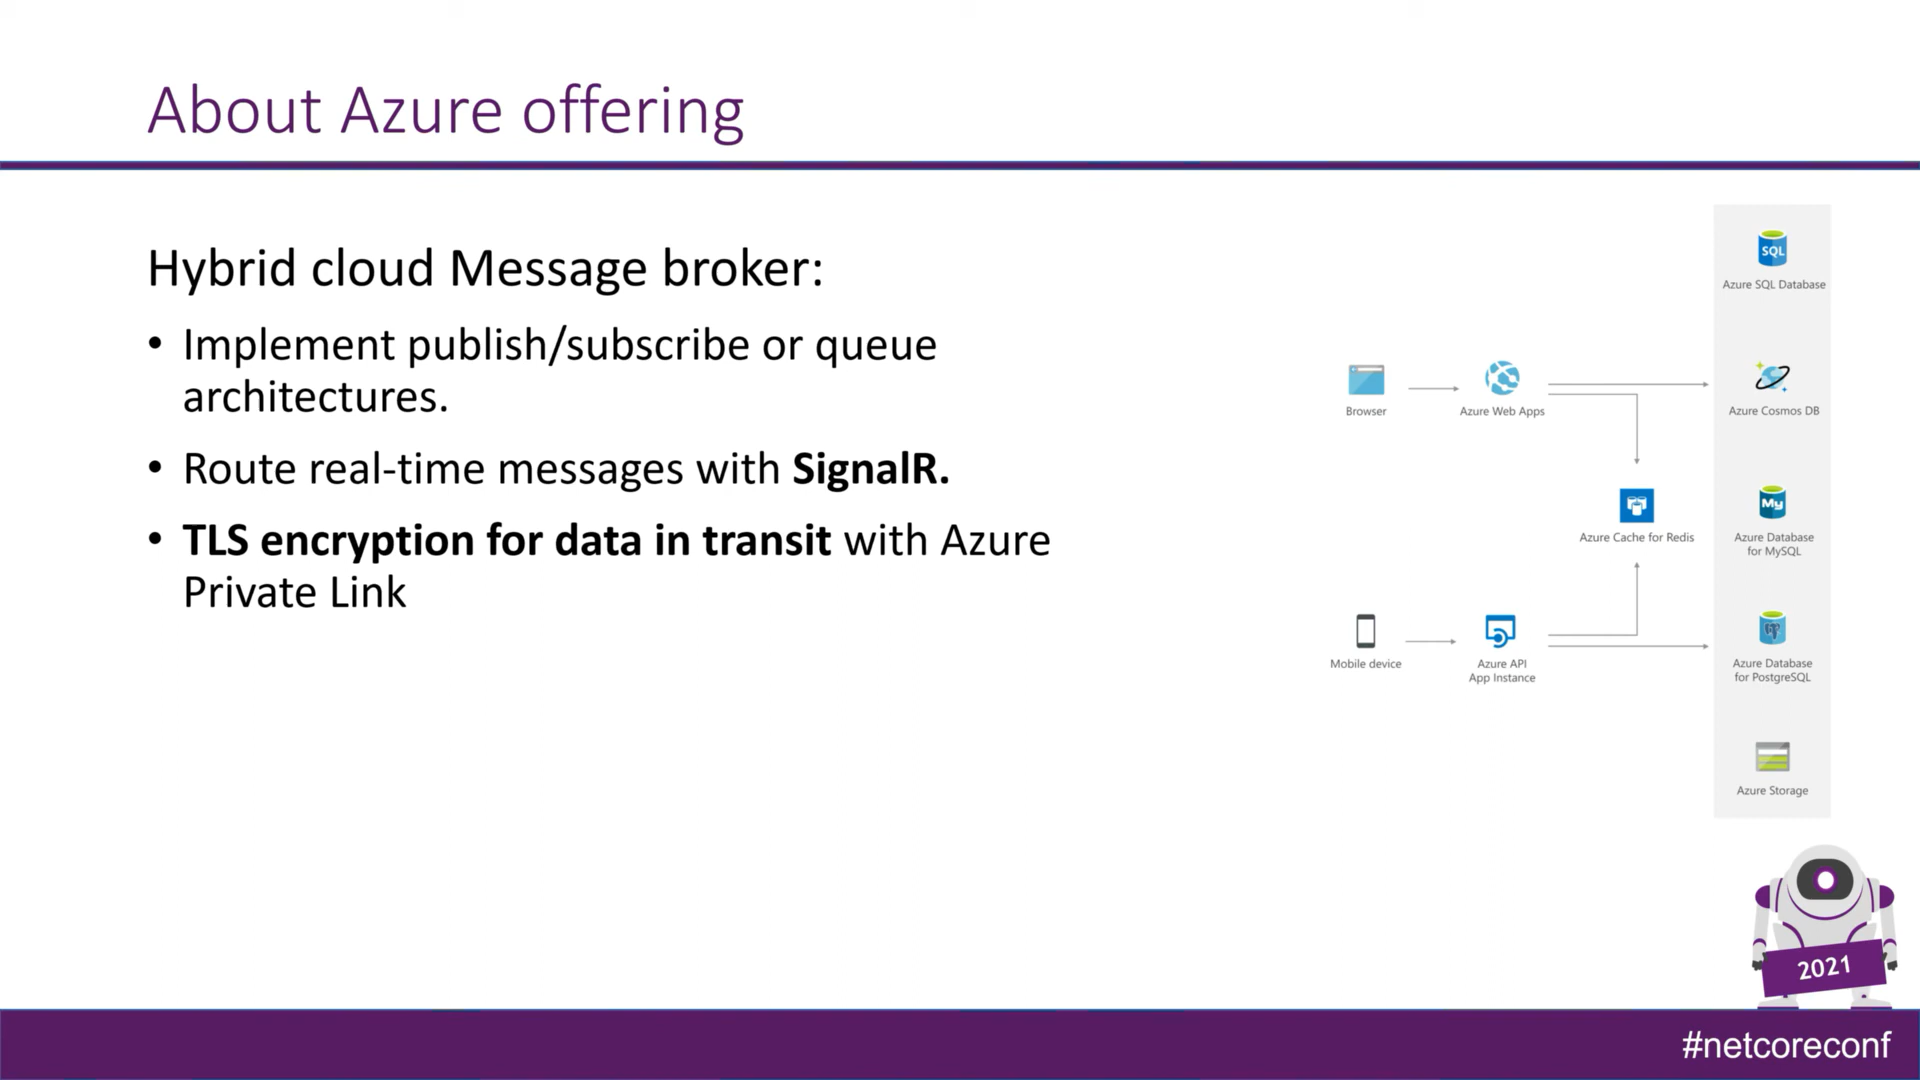 About Azure offering
Hybrid cloud Message broker:
• Implement publish/subscribe or queue
architectures.
• Route real-time messages with SignalR.
• TLS encryption for data in transit with Azure
Private Link
SQL
Azure SQL Database
Browser
Azure Web Apps
Azure Cosmos DB
Azure Cache for Redis
My
Azure Database
for MySQL
Mobile device
Azure API
App Instance
Azure Database
for PostgreSQL
Azure Storage
2021
#netcoreconf